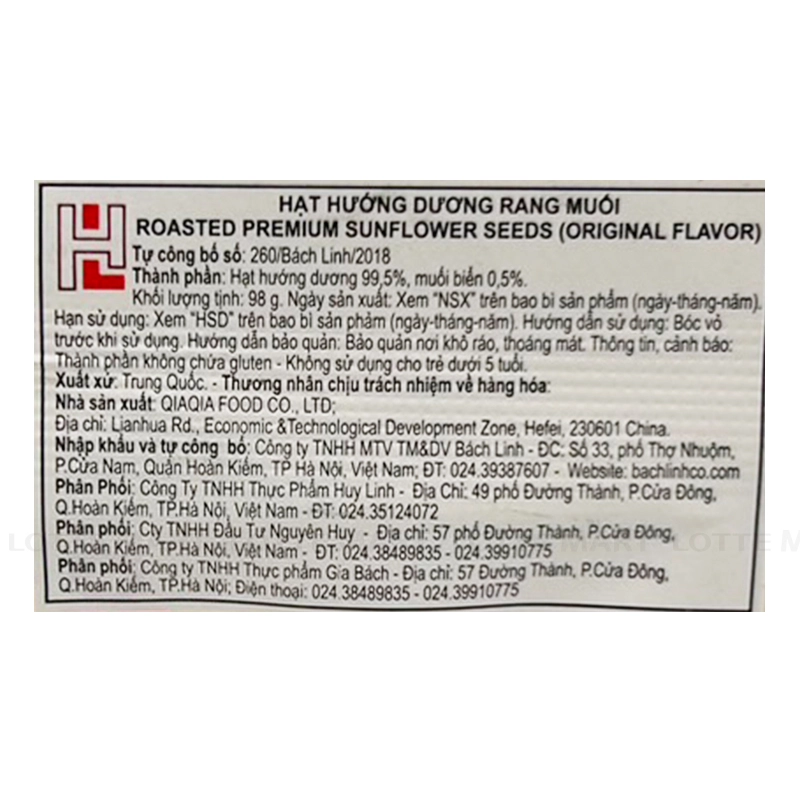 HẠT HƯỚNG DƯƠNG RANG MUỐI
ROASTED PREMIUM SUNFLOWER SEEDS (ORIGINAL FLAVOR)
Tự công bố số: 260/Bách Linh/2018
Thành phần: Hạt hướng dương 99,5%, muối biển 0,5%.
Khối lượng tịnh: 98 g. Ngày sản xuất: Xem "NSX" trên bao bì sản phẩm (ngày-tháng-năm).
Hạn sử dụng: Xem "HSD" trên bao bì sản phẩm (ngày-tháng-năm). Hướng dẫn sử dụng: Bóc vỏ
trước khi sử dụng. Hướng dẫn bảo quản: Bảo quản nơi khô ráo, thoáng mát. Thông tin, cảnh báo:
Thành phần không chứa gluten - Không sử dụng cho trẻ dưới 5 tuổi.
Xuất xứ: Trung Quốc. - Thương nhân chịu trách nhiệm về hàng hóa:
Nhà sản xuất: QIAQIA FOOD CO., LTD;
Địa chỉ: Lianhua Rd., Economic &Technological Development Zone, Hefei, 230601 China.
Nhập khẩu và tự công bố: Công ty TNHH MTV TM&DV Bách Linh - ĐC: Số 33, phố Thợ Nhuộm,
P.Cửa Nam, Quận Hoàn Kiếm, TP Hà Nội, Việt Nam; ĐT: 024.39387607 - Website: bachlinhco.com
Phân Phối: Công Ty TNHH Thực Phẩm Huy Linh - Địa Chỉ: 49 phố Đường Thành, P.Cửa Đông,
Q.Hoàn Kiếm, TP.Hà Nội, Việt Nam - ĐT: 024.35124072
Phân phối: Cty TNHH Đầu Tư Nguyên Huy - Địa chỉ: 57 phố Đường Thành, P.Cửa Đông,
Q.Hoàn Kiếm, TP.Hà Nội, Việt Nam - ĐT: 024.38489835 - 024.39910775
Phân phối: Công ty TNHH Thực phẩm Gia Bách - Địa chỉ: 57 Đường Thành, P.Cửa Đông,
Q.Hoàn Kiếm, TP.Hà Nội; Điện thoại: 024.38489835 - 024.39910775